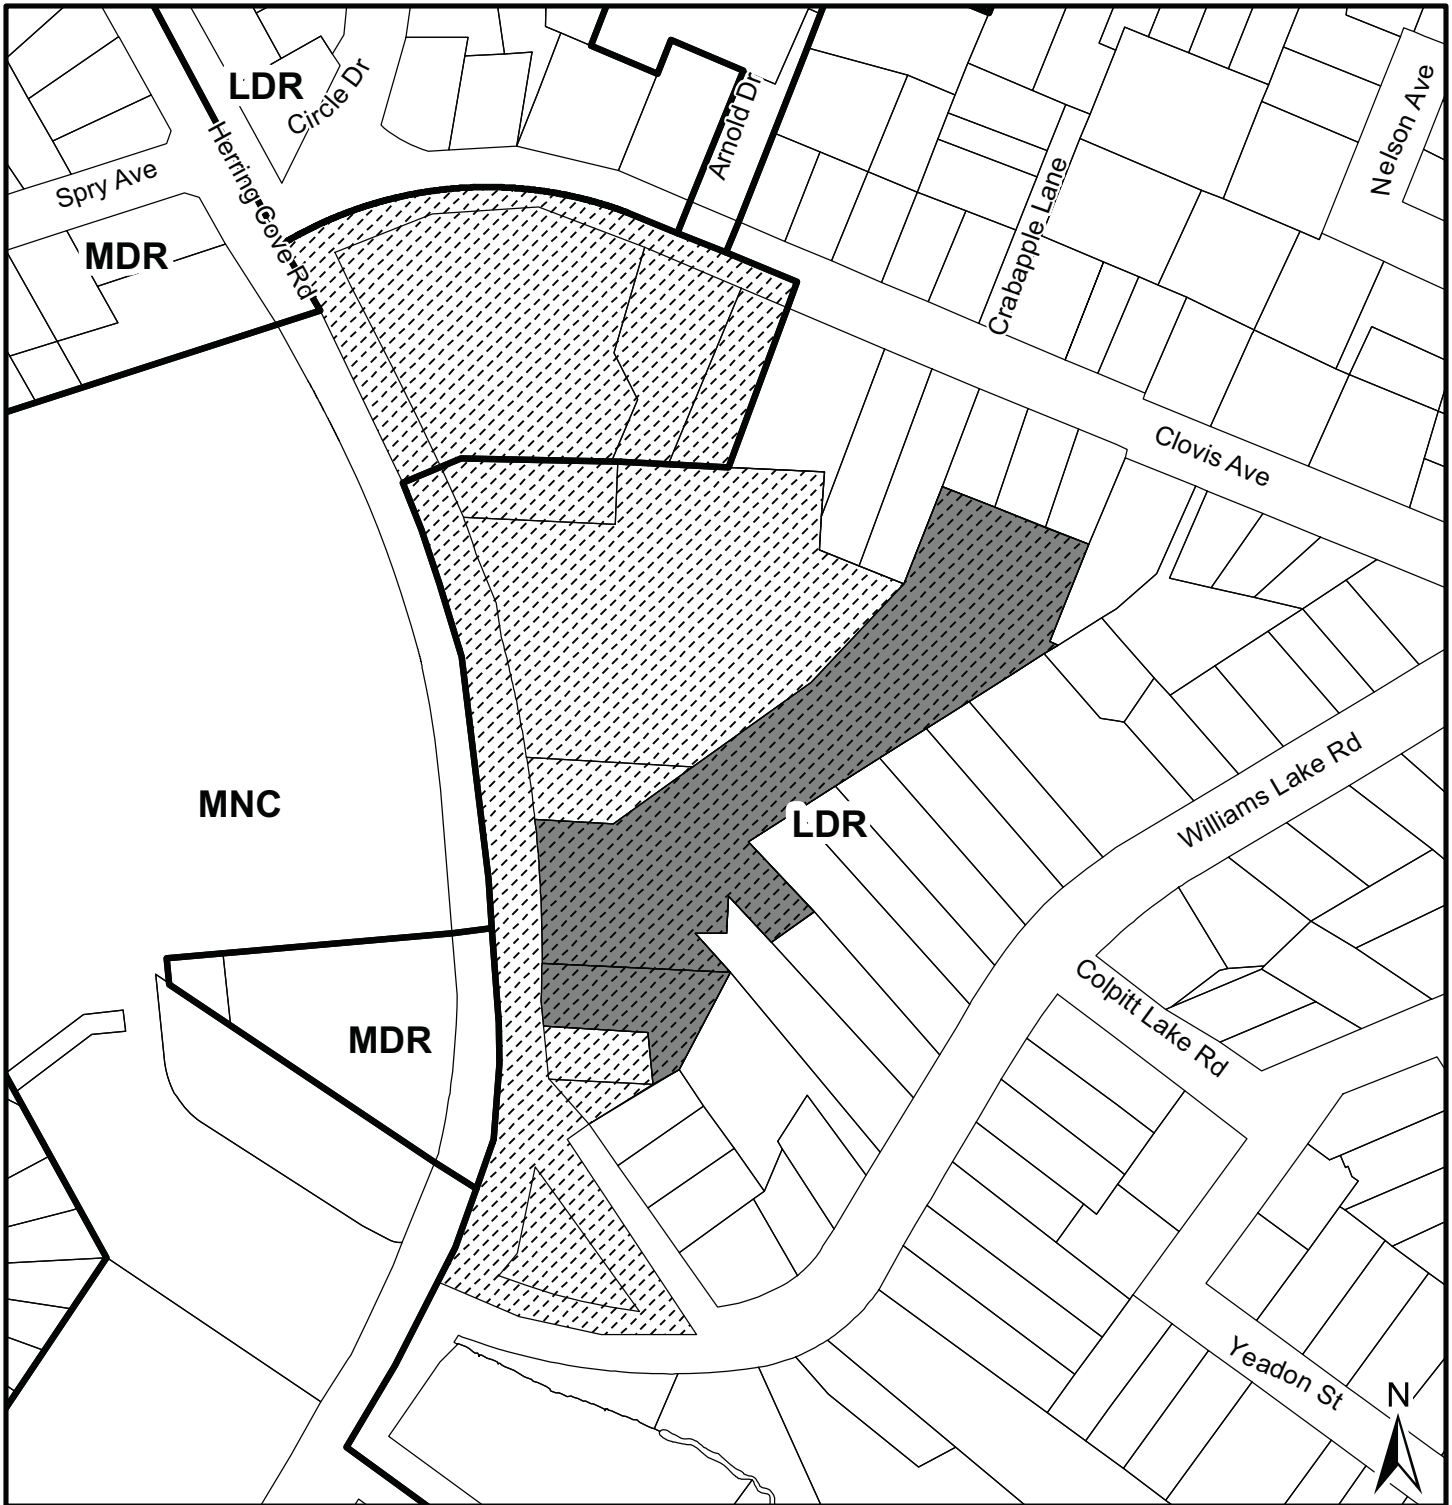 LDR
Circle Dr
Arnold Dr
Nelson Ave
Spry Ave
Herring Cove Rd
Crabapple Lane
MDR
Clovis Ave
MNC
LDR
Williams Lake Rd
Colpitt Lake Rd
MDR
Yeadon St
N